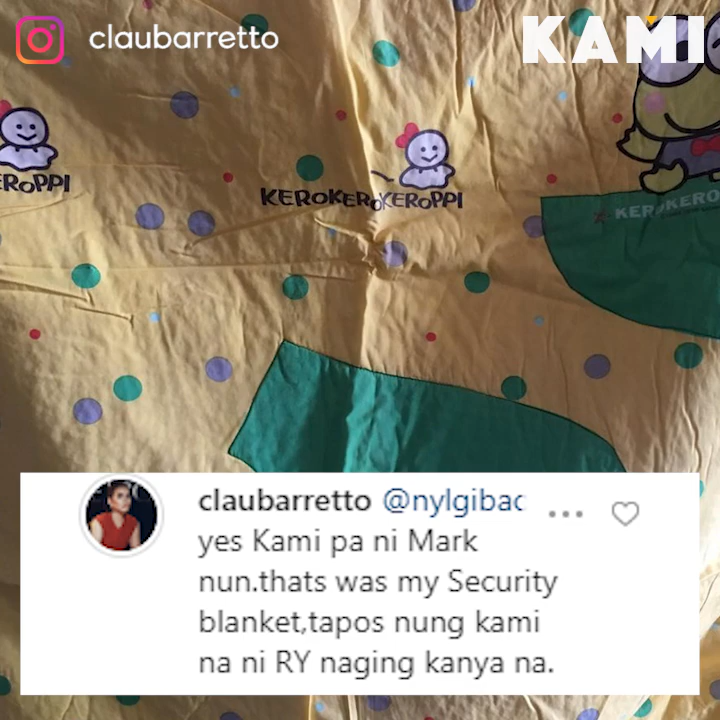 claubarretto
KAMI
KEROPPI
KEROKEROKEROPPI
KEROKERO
claubarretto @nylgibac
yes Kami pa ni Mark
nun.thats was my Security
blanket,tapos nung kami
na ni RY naging kanya na.